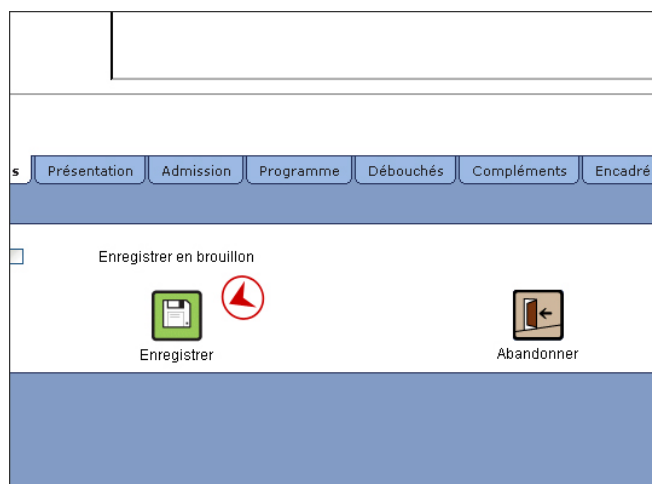 s Présentation Admission Programme Débouchés Compléments Encadré
Enregistrer en brouillon
Enregistrer Abandonner